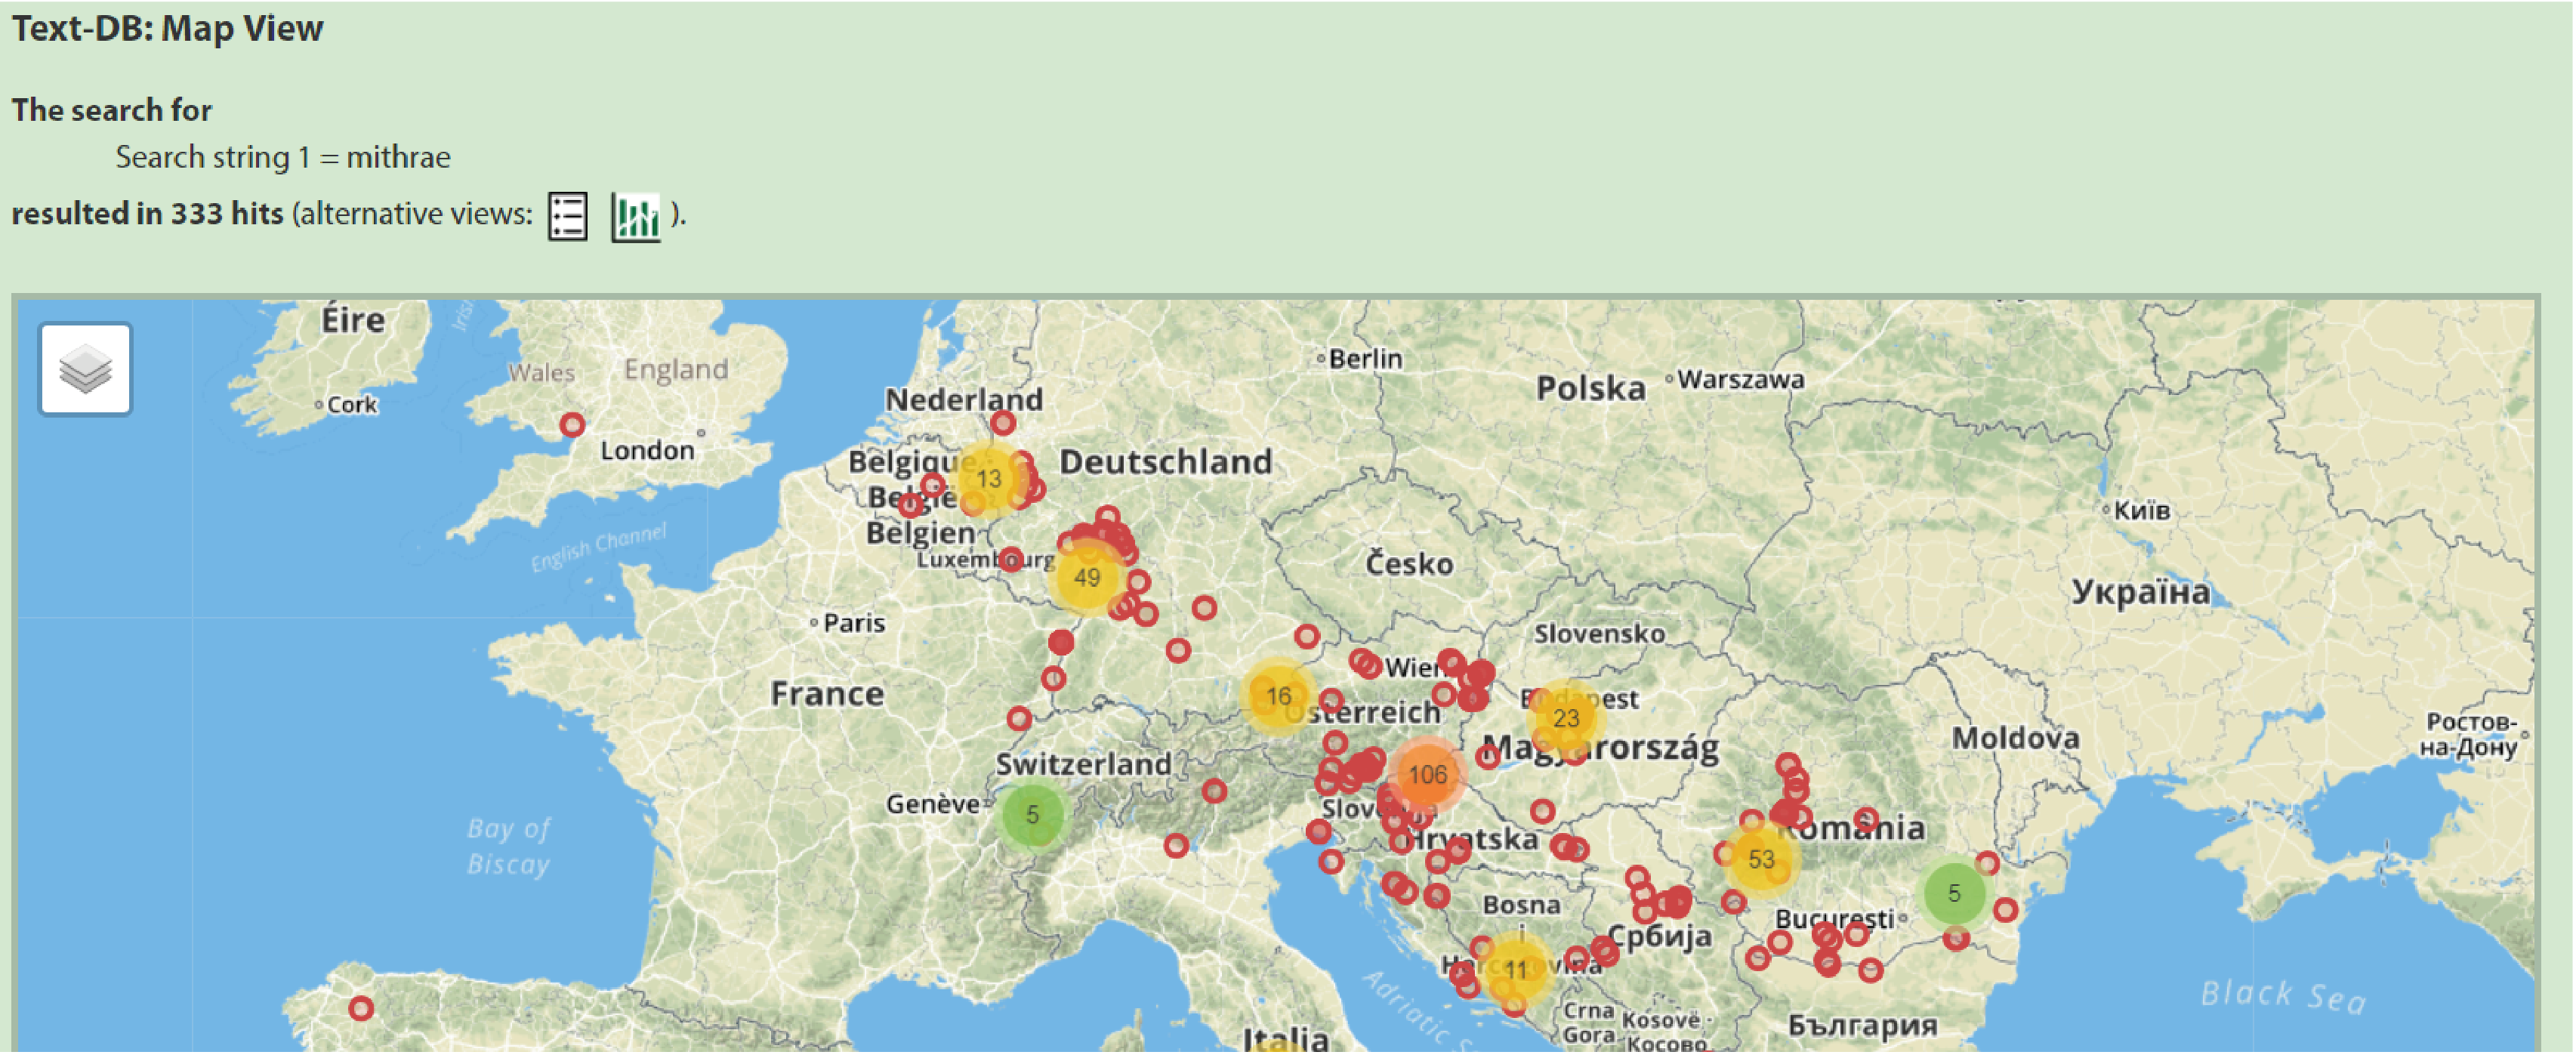 Text-DB: Map View
The search for
Search string 1 = mithrae
resulted in 333 hits (alternative views: ).
Éire
Wales
England
Cork
London
Berlin
Polska
Warszawa
Nederland
Belgique
België
Belgien
13
Deutschland
Luxembourg
49
English Channel
Česko
Київ
Україна
Paris
France
Slovensko
Wien
16
Österreich
Budapest
23
Magyarország
Moldova
Ростов-
на-Дону
Switzerland
Genève
5
106
Slovenija
Hrvatska
România
53
5
Bay of
Biscay
Bosna
i
Hercegovina
11
București
Србија
Adriatic
Crna
Gora
Kosovë -
Косово
България
Black Sea
Italia